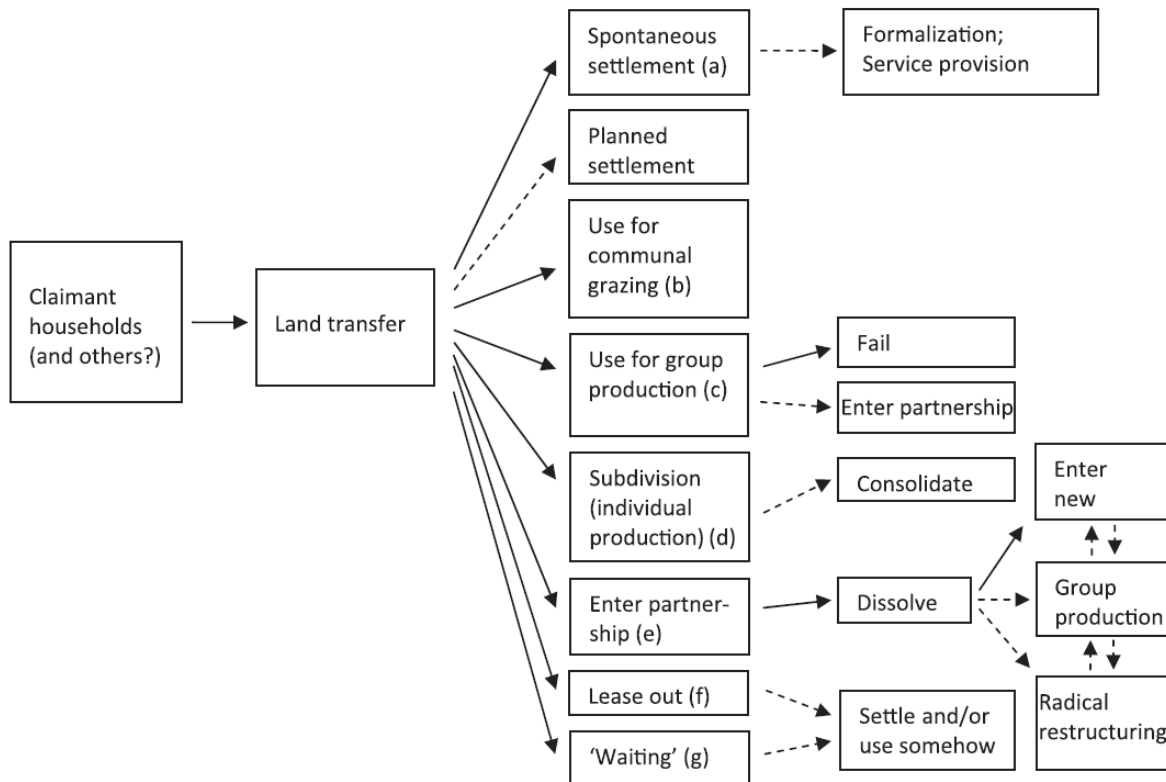 Spontaneous
settlement (a)
Formalization;
Service provision
Planned
settlement
Use for
communal
grazing (b)
Claimant
households
(and others?)
Land transfer
Use for group
production (c)
Fail
Enter partnership
Subdivision
(individual
production) (d)
Consolidate
Enter
new
Enter partner-
ship (e)
Dissolve
Group
production
Lease out (f)
Settle and/or
use somehow
Radical
restructuring
‘Waiting’ (g)